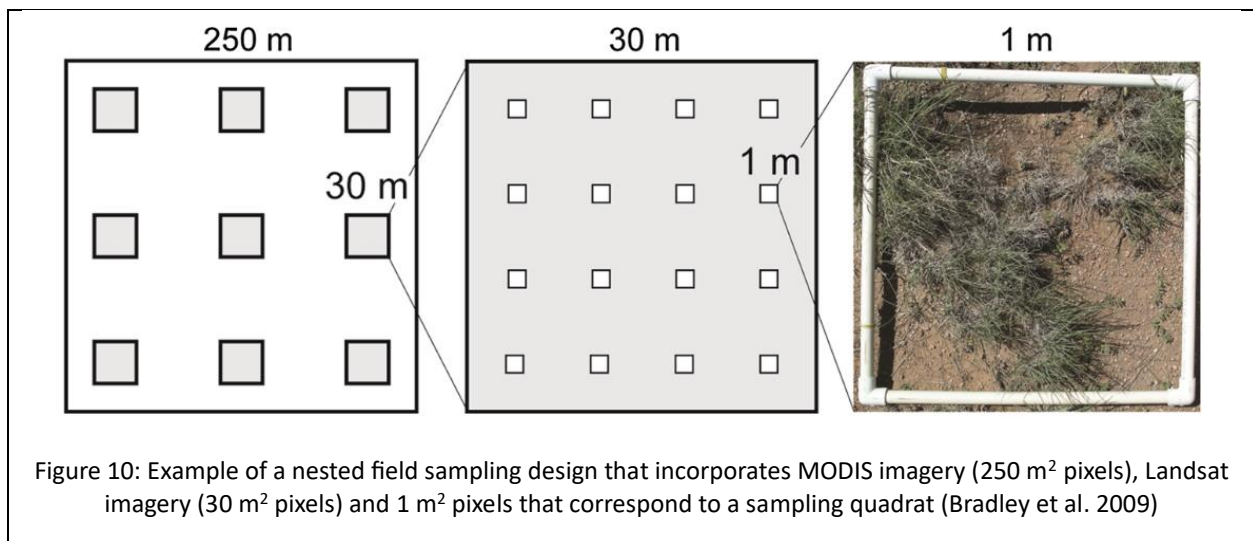 250 m
30 m
1 m
30 m
1 m
Figure 10: Example of a nested field sampling design that incorporates MODIS imagery (250 m² pixels), Landsat
imagery (30 m² pixels) and 1 m² pixels that correspond to a sampling quadrat (Bradley et al. 2009)